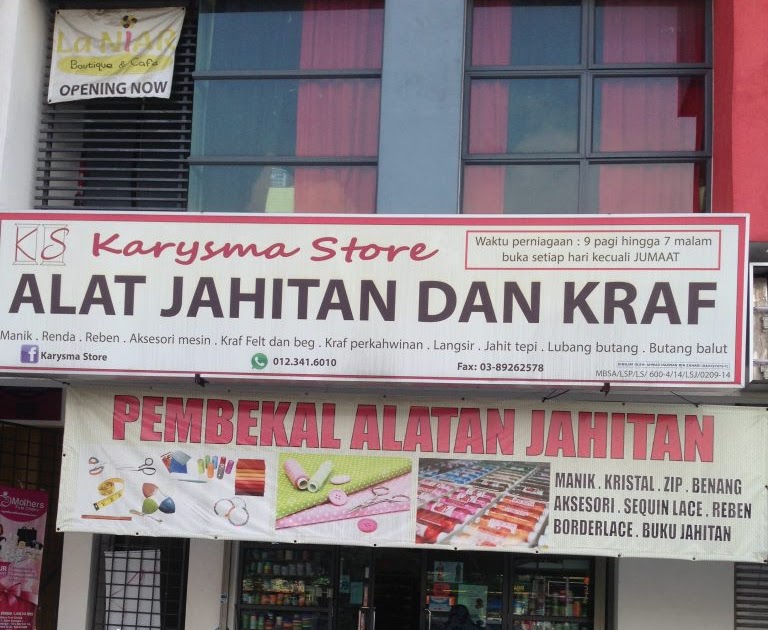 La NIAR
Boutique & Cafe
OPENING NOW
KS
Karysma Store
Waktu perniagaan : 9 pagi hingga 7 malam
buka setiap hari kecuali JUMAAT
ALAT JAHITAN DAN KRAF
Manik . Renda . Reben . Aksesori mesin . Kraf Felt dan beg . Kraf perkahwinan . Langsir . Jahit tepi . Lubang butang . Butang balut
f Karysma Store
012.341.6010
Fax: 03-89262578
MBSA/LSP/LS/ 600-4/14/LSJ/0209-14
PEMBEKAL ALATAN JAHITAN
MANIK . KRISTAL . ZIP . BENANG
AKSESORI . SEQUIN LACE . REBEN
BORDERLACE . BUKU JAHITAN
Mothers